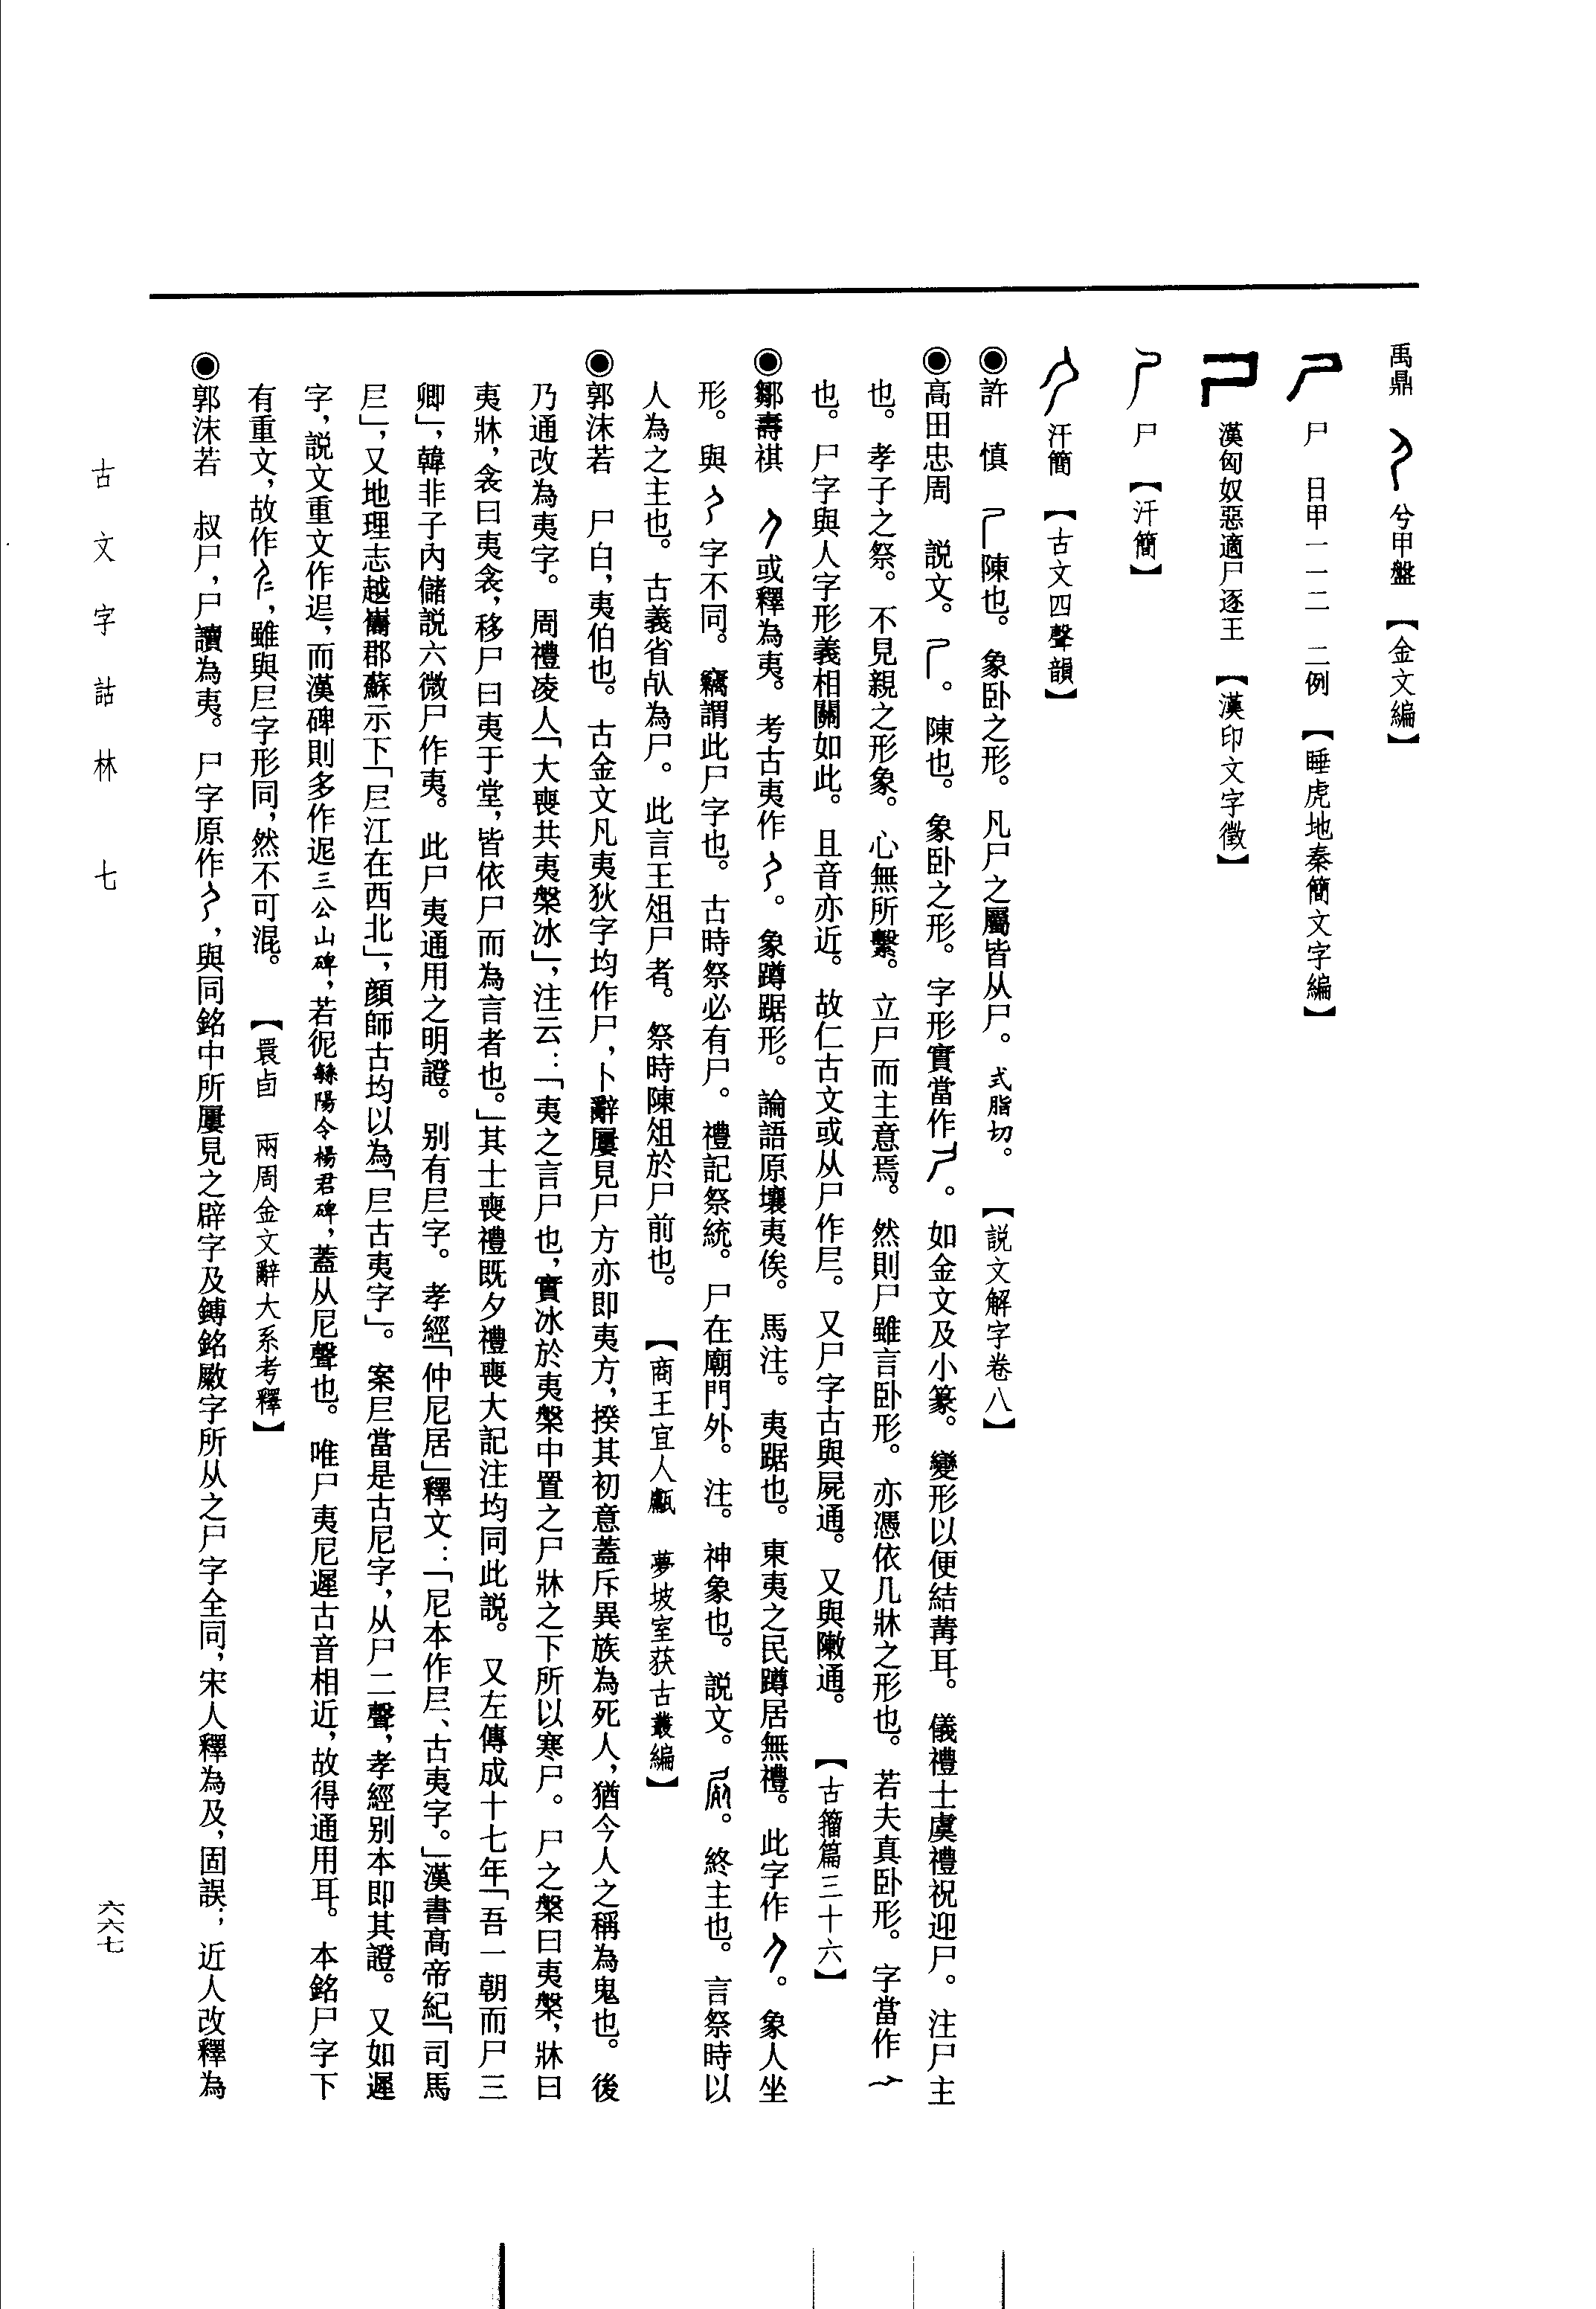 禹鼎　兮甲盤　【金文編】
尸　日甲一一二　二例　【睡虎地秦簡文字編】
漢匈奴惡適尸逐王　【漢印文字徵】
尸　【汗簡】
汗簡　【古文四聲韻】
◉許　慎　陳也。象卧之形。凡尸之屬皆从尸。式脂切。　【説文解字卷八】
◉高田忠周　説文。。陳也。象卧之形。字形實當作。如金文及小篆。變形以便結冓耳。儀禮士虞禮祝迎尸。注尸主
也。孝子之祭。不見親之形象。心無所繫。立尸而主意焉。然則尸雖言卧形。亦憑依几牀之形也。若夫真卧形。字當作
也。尸字與人字形義相關如此。且音亦近。故仁古文或从尸作𡰥。又尸字古與屍通。又與敶通。　【古籀篇三十六】
◉鄒壽祺　或釋為夷。考古夷作。象蹲踞形。論語原壤夷俟。馬注。夷踞也。東夷之民蹲居無禮。此字作。象人坐
形。與字不同。竊謂此尸字也。古時祭必有尸。禮記祭統。尸在廟門外。注。神象也。説文。。終主也。言祭時以
人為之主也。古義省𣦸為尸。此言王俎尸者。祭時陳俎於尸前也。　【商王宜人甗　夢坡室获古叢編】
◉郭沫若　尸白，夷伯也。古金文凡夷狄字均作尸，卜辭屢見尸方亦即夷方，揆其初意蓋斥異族為死人，猶今人之稱為鬼也。後
乃通改為夷字。周禮凌人「大喪共夷槃冰」，注云：「夷之言尸也，實冰於夷槃中置之尸牀之下所以寒尸。尸之槃曰夷槃，牀曰
夷牀，衾曰夷衾，移尸曰夷于堂，皆依尸而為言者也。」其士喪禮既夕禮喪大記注均同此説。又左傳成十七年「吾一朝而尸三
卿」，韓非子內儲説六微尸作夷。此尸夷通用之明證。別有𡰥字。孝經「仲尼居」釋文：「尼本作𡰥、古夷字。」漢書高帝紀「司馬
𡰥」，又地理志越巂郡蘇示下「𡰥江在西北」，顏師古均以為「𡰥古夷字」。案𡰥當是古尼字，从尸二聲，孝經別本即其證。又如遲
字，説文重文作迟，而漢碑則多作迡三公山碑，若彽繇陽令楊君碑，蓋从尼聲也。唯尸夷尼遲古音相近，故得通用耳。本銘尸字下
有重文，故作，雖與𡰥字形同，然不可混。　【睘卣　兩周金文辭大系考釋】
◉郭沫若　叔尸，尸讀為夷。尸字原作，與同銘中所屢見之辟字及鎛銘厰字所从之尸字全同，宋人釋為及，固誤；近人改釋為
古文字詁林　七
六六七